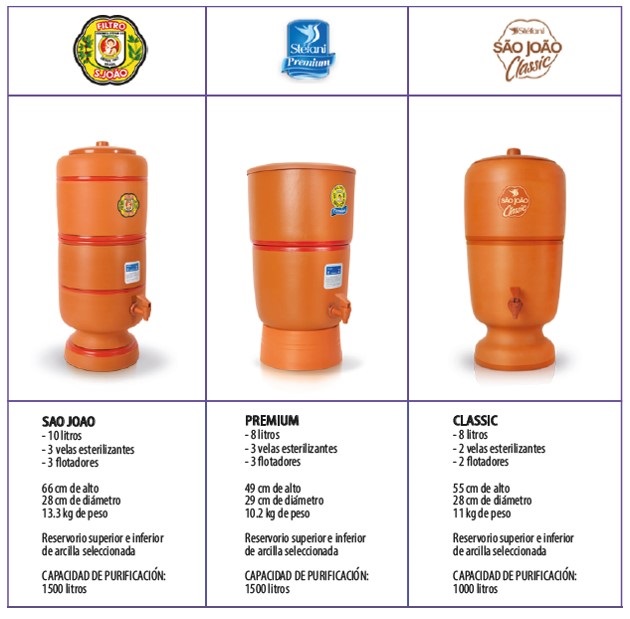 FILTRO
S. JOAO
Stéfani
Premium
Stéfani
SÃO JOÃO
Classic
SÃO JOÃO
Classic
SAO JOAO
- 10 litros
- 3 velas esterilizantes
- 3 flotadores
66 cm de alto
28 cm de diámetro
13.3 kg de peso
Reservorio superior e inferior
de arcilla seleccionada
CAPACIDAD DE PURIFICACIÓN:
1500 litros
PREMIUM
- 8 litros
- 3 velas esterilizantes
- 3 flotadores
49 cm de alto
29 cm de diámetro
10.2 kg de peso
Reservorio superior e inferior
de arcilla seleccionada
CAPACIDAD DE PURIFICACIÓN:
1500 litros
CLASSIC
- 8 litros
- 2 velas esterilizantes
- 2 flotadores
55 cm de alto
28 cm de diámetro
11 kg de peso
Reservorio superior e inferior
de arcilla seleccionada
CAPACIDAD DE PURIFICACIÓN:
1000 litros